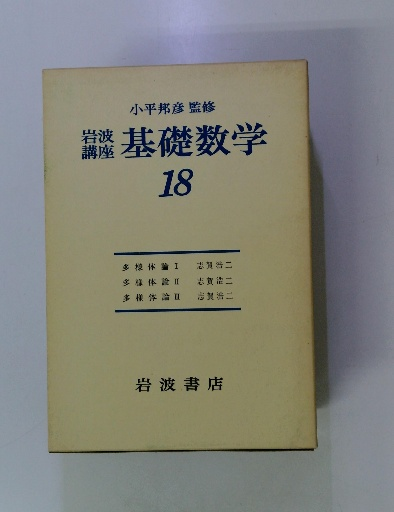 小平邦彦 監修
岩波講座 基礎数学
18
多様体論 I 志賀浩二
多様体論 II 志賀浩二
多様体論 III 志賀浩二
岩波書店